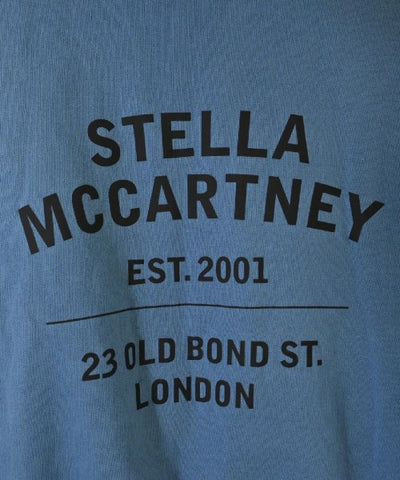 STELLA
MCCARTNEY
EST. 2001
23 OLD BOND ST.
LONDON